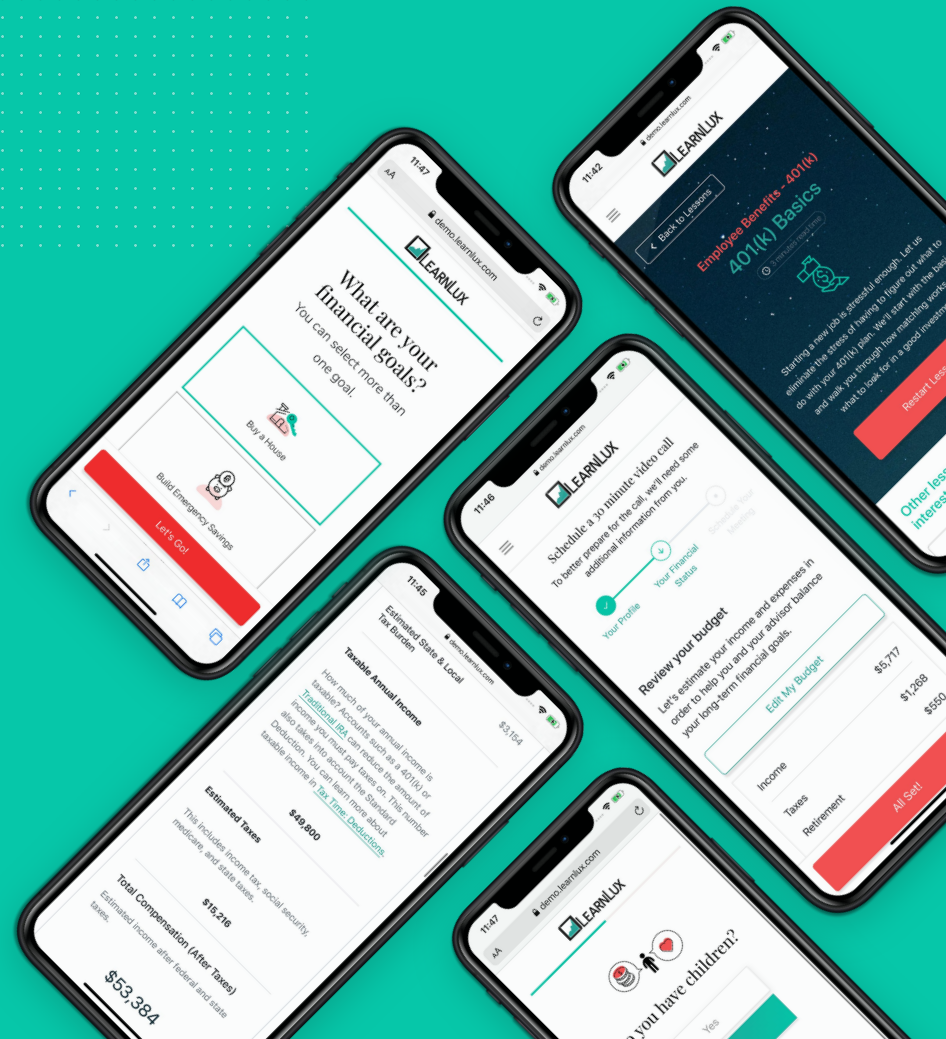 11:47
AA
demo.learnlux.com
LEARNLUX
What are your
financial goals?
You can select more than
one goal.
Buy a House
Build Emergency Savings
Let's Go!
11:42
demo.learnlux.com
LEARNLUX
Back to Lessons
Employee Benefits - 401(k)
401(k) Basics
3 minutes read time
Starting a new job is stressful enough. Let us
eliminate the stress of having to figure out what to
do with your 401(k) plan. We'll start with the
and walk you through how matching works
what to look for in a good
Restart
Other
11:46
demo.learnlux.com
LEARNLUX
Schedule a 30 minute video call
To better prepare for the call, we'll need some
additional information from you.
Your Profile
Your Financial
Status
Schedule Your
Meeting
Review your budget
Let's estimate your income and expenses in
order to help you and your advisor balance
your long-term financial goals.
Edit My Budget
Income
$5,717
Taxes
$1,268
Retirement
$550
All Set!
11:45
demo.learnlux.com
Estimated State & Local
Tax Burden
$3,154
Taxable Annual Income
How much of your annual income is
taxable? Accounts such as a 401(k) or
Traditional IRA can reduce the amount of
income you must pay taxes on. This number
also takes into account the Standard
Deduction. You can learn more about
taxable income in Tax Time: Deductions.
$49,800
Estimated Taxes
This includes income tax, social security,
medicare, and state taxes.
$15,216
Total Compensation (After Taxes)
Estimated income after federal and state
taxes.
$53,384
11:47
AA
demo.learnlux.com
LEARNLUX
you have children?
Yes